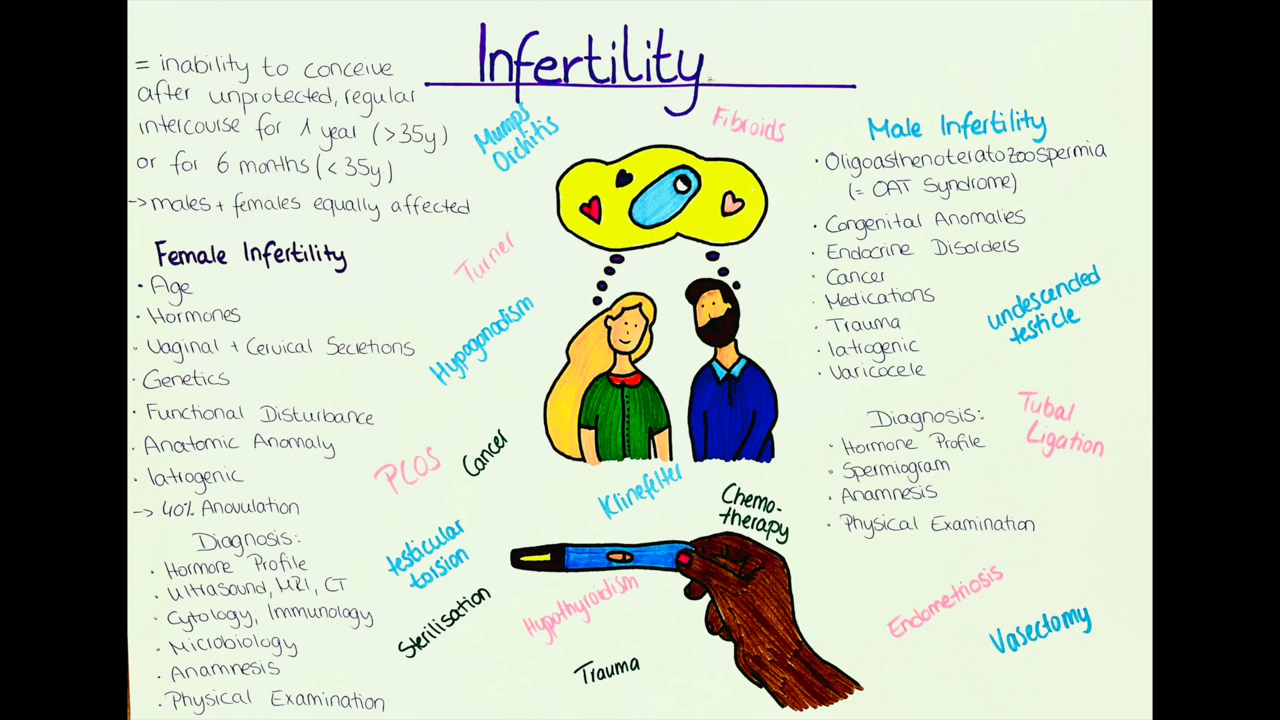 Infertility
= inability to conceive
after unprotected, regular
intercourse for 1 year (>35y)
or for 6 months (<35y)
→ males + females equally affected
Female Infertility
· Age
· Hormones
· Vaginal + Cervical Secretions
· Genetics
· Functional Disturbance
· Anatomic Anomaly
· Iatrogenic
→ 40% Anovulation
Diagnosis:
· Hormone Profile
· Ultrasound, MRI, CT
· Cytology, Immunology
· Microbiology
· Anamnesis
· Physical Examination
Mumps
Orchitis
Fibroids
Turner
Hypogonadism
PCOS
Cancer
Klinefelter
Chemo-
therapy
testicular
torsion
Sterilisation
Hypothyroidism
Trauma
Male Infertility
· Oligoasthenoteratozoospermia
(= OAT Syndrome)
· Congenital Anomalies
· Endocrine Disorders
· Cancer
· Medications
· Trauma
· Iatrogenic
· Varicocele
undescended
testicle
Diagnosis:
· Hormone Profile
· Spermiogram
· Anamnesis
· Physical Examination
Tubal
Ligation
Endometriosis
Vasectomy